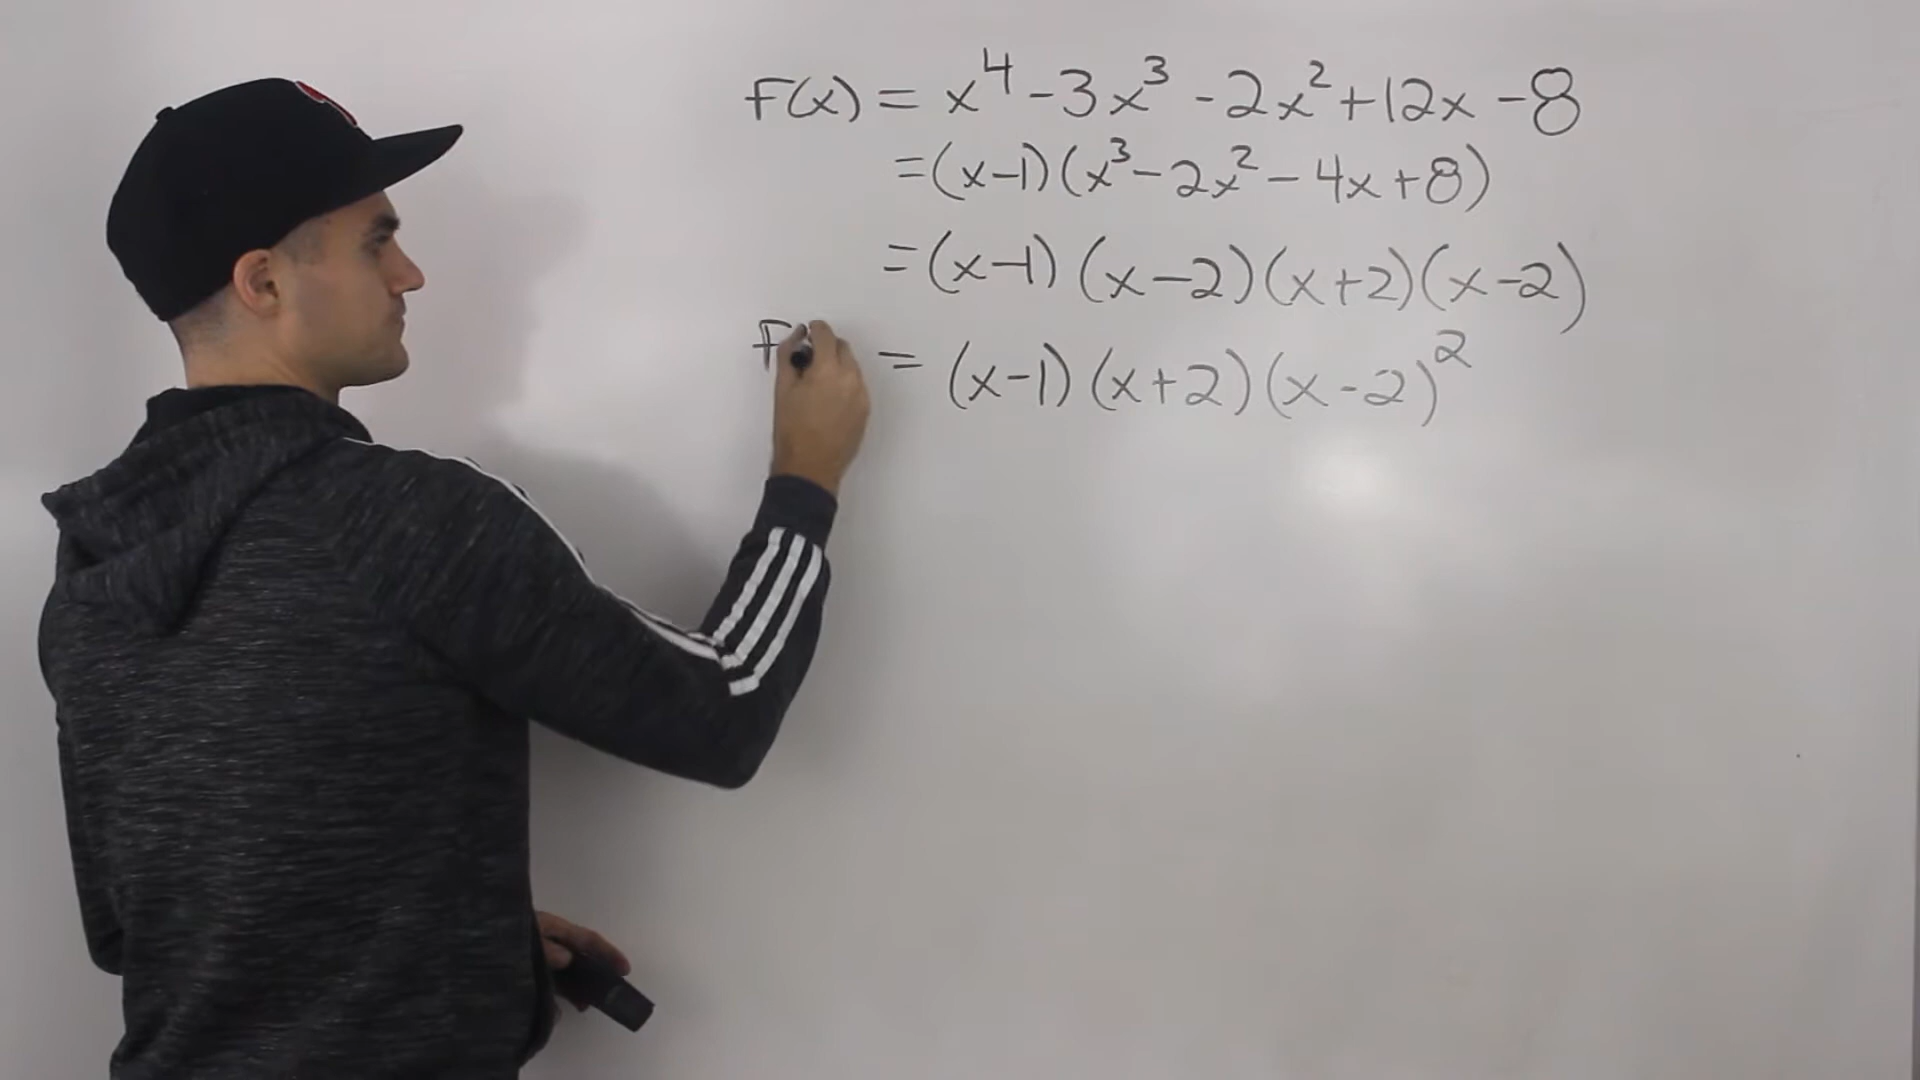 F(x) = x⁴ -3x³ -2x² +12x -8
=(x-1)(x³-2x²-4x+8)
=(x-1)(x-2)(x+2)(x-2)
F = (x-1)(x+2)(x-2)²